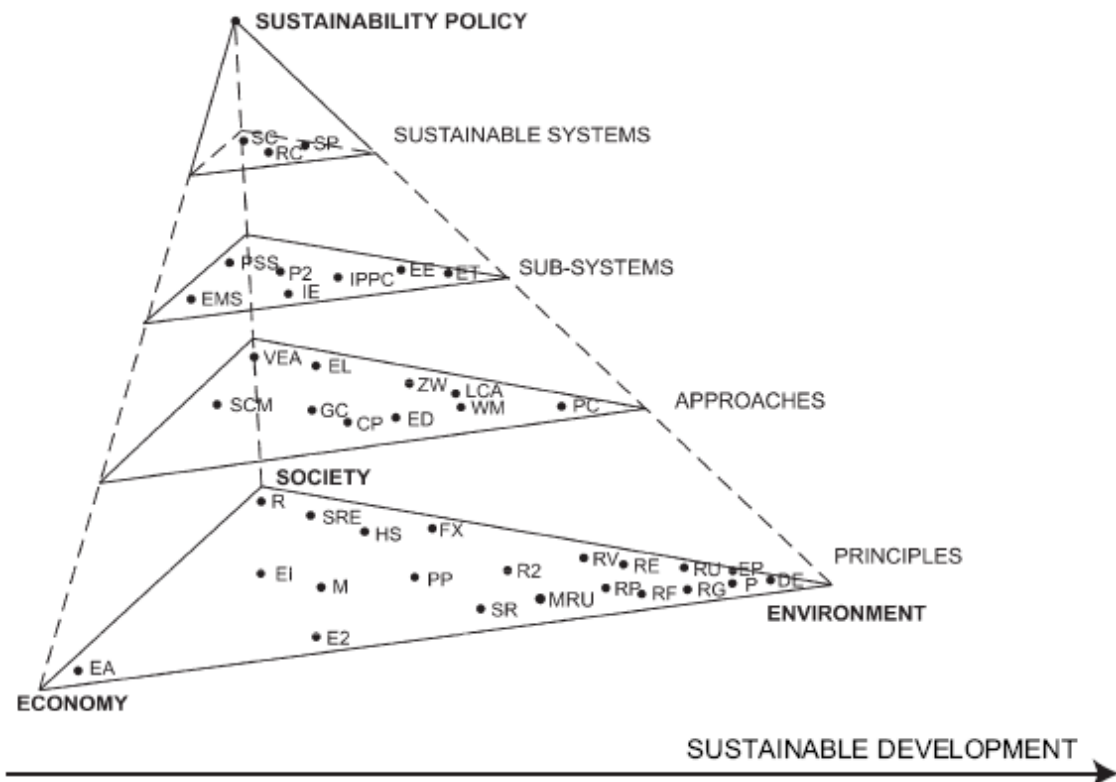 SUSTAINABILITY POLICY
SUSTAINABLE SYSTEMS
SC
SP
RC
SUB-SYSTEMS
PSS
P2
IPPC
EE
ET
EMS
IE
APPROACHES
VEA
EL
ZW
LCA
SCM
GC
CP
ED
WM
PC
SOCIETY
PRINCIPLES
R
SRE
HS
FX
RV
RE
RU
EP
DE
EI
M
PP
R2
MRU
RP
RF
RG
P
SR
E2
ENVIRONMENT
EA
ECONOMY
SUSTAINABLE DEVELOPMENT